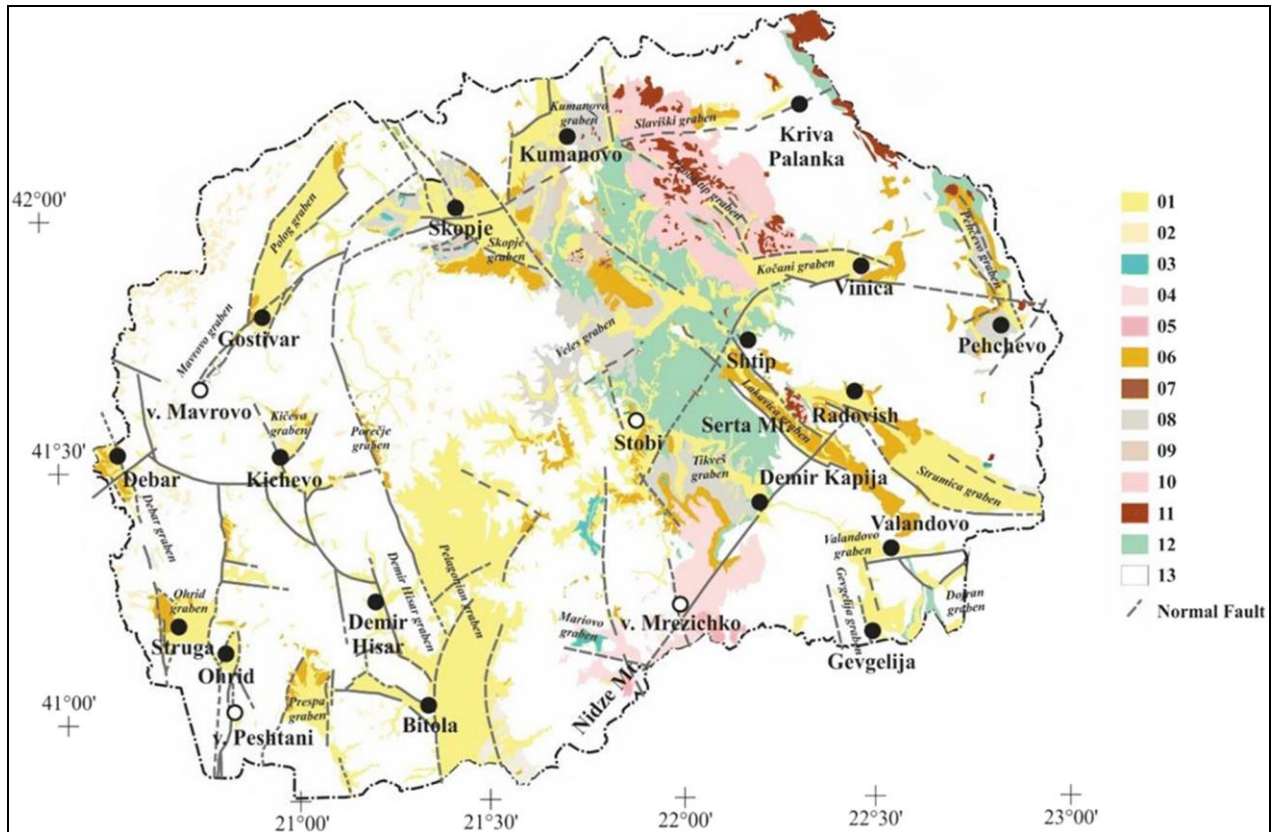 Kumanovo
graben
Slaviški graben
Kriva
Palanka
Kumanovo
42°00'
Polog graben
Skopje
Skopje
graben
Pehčevo graben
Kočani graben
Vinica
Mavrovo graben
Gostivar
Veles graben
Pehchevo
Shtip
v. Mavrovo
Kičevo
graben
Poreçje
graben
Lakavica graben
Radovish
Serta Mt.
Stobi
41°30'
Debar
Kichevo
Tikveš
graben
Demir Kapija
Strumica graben
Debar graben
Valandovo
Valandovo
graben
Pelagonian graben
Demir Hisar graben
Ohrid
graben
Gevgelija graben
Dojran
graben
Struga
Demir
Hisar
Mariovo
graben
v. Mrezichko
Gevgelija
Ohrid
Prespa
graben
Nidze Mt.
41°00'
v. Peshtani
Bitola
21°00'
21°30'
22°00'
22°30'
23°00'
01
02
03
04
05
06
07
08
09
10
11
12
13
Normal Fault